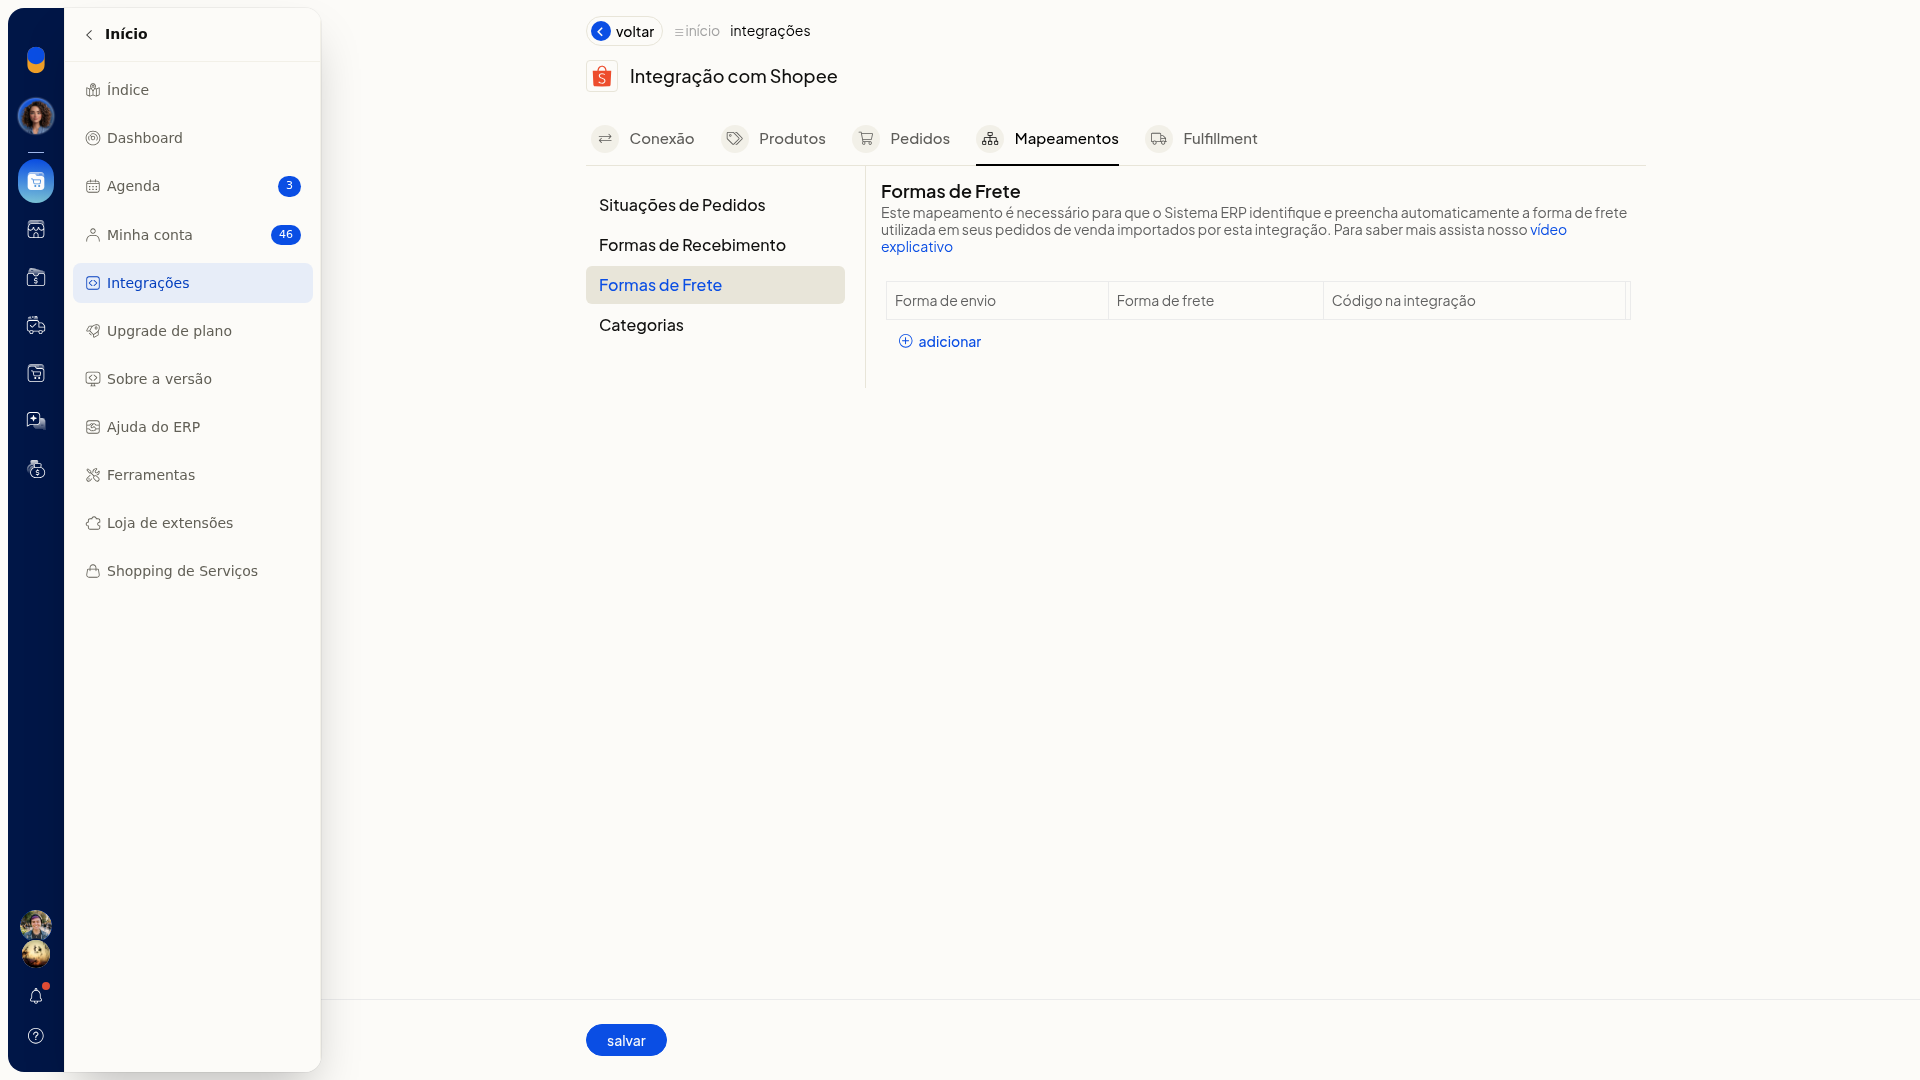 Início
Índice
Dashboard
Agenda 3
Minha conta 46
Integrações
Upgrade de plano
Sobre a versão
Ajuda do ERP
Ferramentas
Loja de extensões
Shopping de Serviços
voltar início integrações
Integração com Shopee
Conexão Produtos Pedidos Mapeamentos Fulfillment
Situações de Pedidos
Formas de Recebimento
Formas de Frete
Categorias
Formas de Frete
Este mapeamento é necessário para que o Sistema ERP identifique e preencha automaticamente a forma de frete
utilizada em seus pedidos de venda importados por esta integração. Para saber mais assista nosso vídeo
explicativo
Forma de envio Forma de frete Código na integração
adicionar
salvar